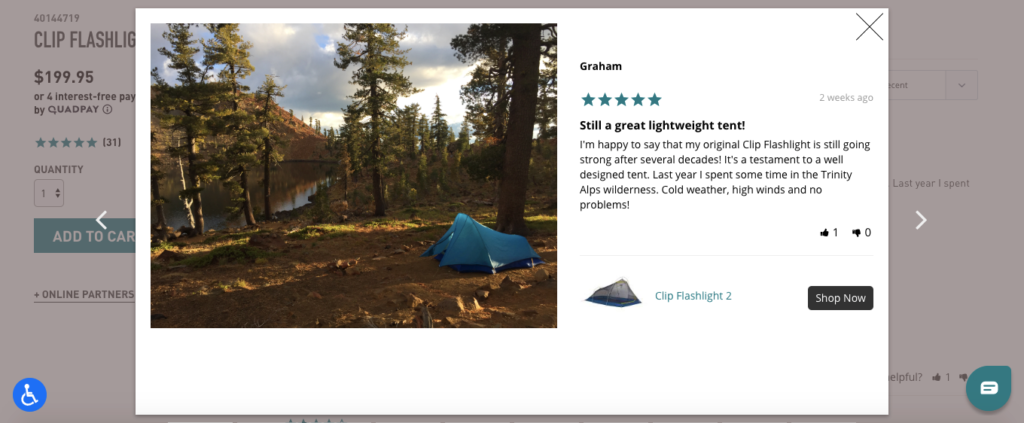 40144719
CLIP FLASHLIG
$199.95
or 4 interest-free pay
by QUADPAY
(31)
QUANTITY
1
ADD TO CAR
+ ONLINE PARTNERS
Graham
2 weeks ago
Still a great lightweight tent!
I'm happy to say that my original Clip Flashlight is still going
strong after several decades! It's a testament to a well
designed tent. Last year I spent some time in the Trinity
Alps wilderness. Cold weather, high winds and no
problems!
1 0
Clip Flashlight 2
Shop Now
ecent
Last year I spent
elpful? 1